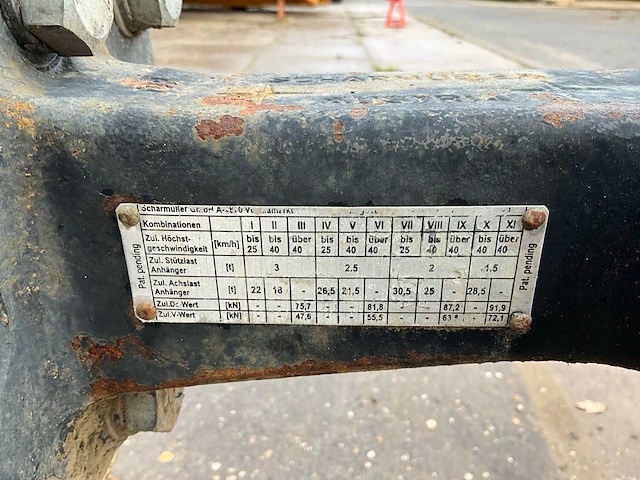 Scharmüller GmbH A-
Kombinationen I II III IV V VI VII VIII IX X XI
Zul. Höchst- [km/h] bis bis über bis bis über bis bis über bis über
geschwindigkeit 25 40 40 25 40 40 25 40 40 40 40
Zul. Stützlast [t] 3 2.5 2 1.5
Anhänger
Zul. Achslast [t] 22 18 - 26,5 21,5 - 30,5 25 - 28,5 -
Anhänger
Zul.Dc-Wert [kN] - - 75,7 - - 81,8 - - 87,2 - 91,9
Zul.V-Wert [kN] - - 47,6 - - 55,5 - - - 72,1
Pat. pending
Pat. pending